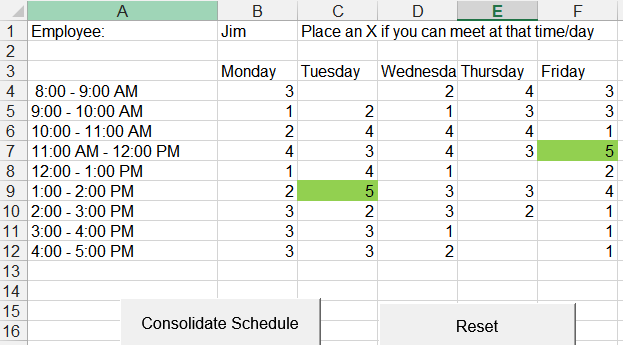 A B C D E F
1 Employee: Jim Place an X if you can meet at that time/day
2
3 Monday Tuesday Wednesda Thursday Friday
4 8:00 - 9:00 AM 3 2 4 3
5 9:00 - 10:00 AM 1 2 1 3 3
6 10:00 - 11:00 AM 2 4 4 4 1
7 11:00 AM - 12:00 PM 4 3 4 3 5
8 12:00 - 1:00 PM 1 4 1 2
9 1:00 - 2:00 PM 2 5 3 3 4
10 2:00 - 3:00 PM 3 2 3 2 1
11 3:00 - 4:00 PM 3 3 1 1
12 4:00 - 5:00 PM 3 3 2 1
13
14
15
16
Consolidate Schedule Reset